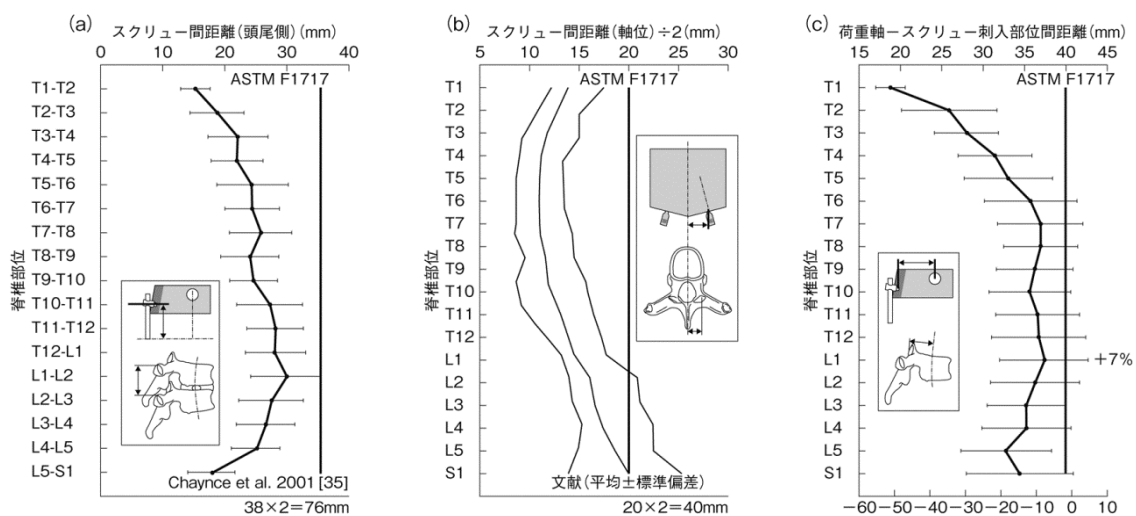 (a)
スクリュー間距離（頭尾側）(mm)
0 10 20 30 40
ASTM F1717
脊椎部位
T1-T2
T2-T3
T3-T4
T4-T5
T5-T6
T6-T7
T7-T8
T8-T9
T9-T10
T10-T11
T11-T12
T12-L1
L1-L2
L2-L3
L3-L4
L4-L5
L5-S1
Chaynce et al. 2001 [35]
38×2=76mm
(b)
スクリュー間距離（軸位）÷2(mm)
5 10 15 20 25 30
ASTM F1717
脊椎部位
T1
T2
T3
T4
T5
T6
T7
T8
T9
T10
T11
T12
L1
L2
L3
L4
L5
S1
文献（平均±標準偏差）
20×2=40mm
(c)
荷重軸－スクリュー刺入部位間距離(mm)
15 20 25 30 35 40 45
ASTM F1717
脊椎部位
T1
T2
T3
T4
T5
T6
T7
T8
T9
T10
T11
T12
L1
L2
L3
L4
L5
S1
+7%
-60 -50 -40 -30 -20 -10 0 10